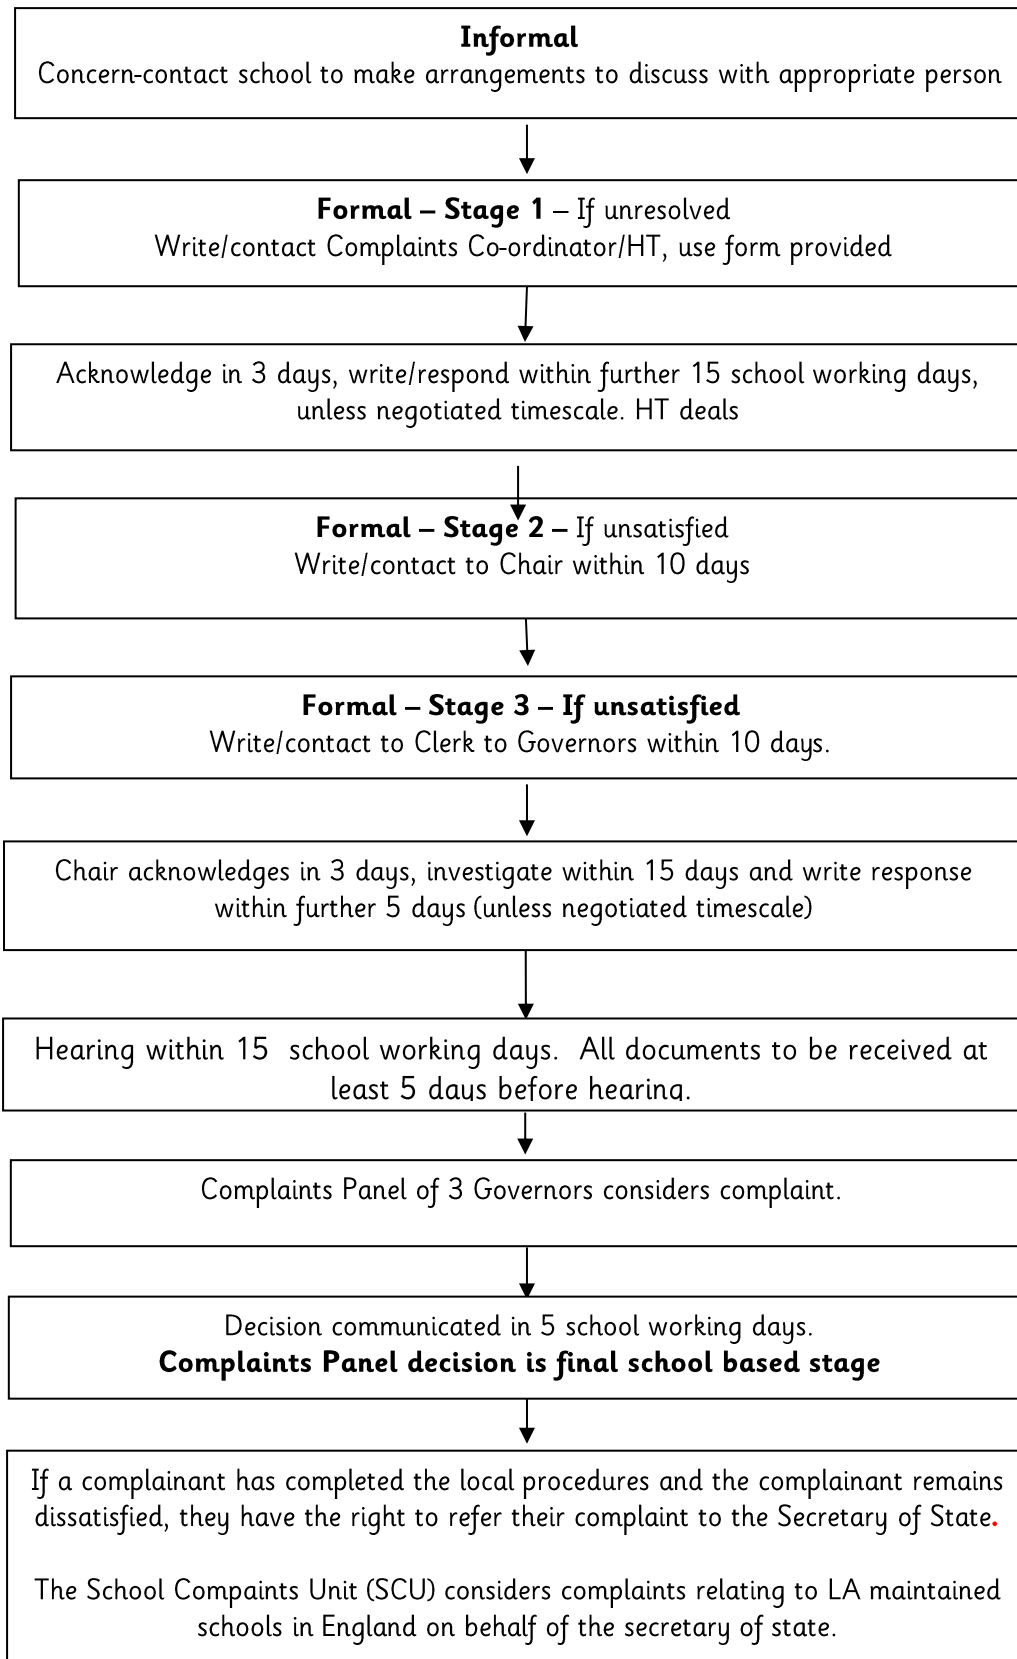 Informal
Concern-contact school to make arrangements to discuss with appropriate person
Formal – Stage 1 – If unresolved
Write/contact Complaints Co-ordinator/HT, use form provided
Acknowledge in 3 days, write/respond within further 15 school working days,
unless negotiated timescale. HT deals
Formal – Stage 2 – If unsatisfied
Write/contact to Chair within 10 days
Formal – Stage 3 – If unsatisfied
Write/contact to Clerk to Governors within 10 days.
Chair acknowledges in 3 days, investigate within 15 days and write response
within further 5 days (unless negotiated timescale)
Hearing within 15  school working days.  All documents to be received at
least 5 days before hearing.
Complaints Panel of 3 Governors considers complaint.
Decision communicated in 5 school working days.
Complaints Panel decision is final school based stage
If a complainant has completed the local procedures and the complainant remains
dissatisfied, they have the right to refer their complaint to the Secretary of State.
The School Compaints Unit (SCU) considers complaints relating to LA maintained
schools in England on behalf of the secretary of state.